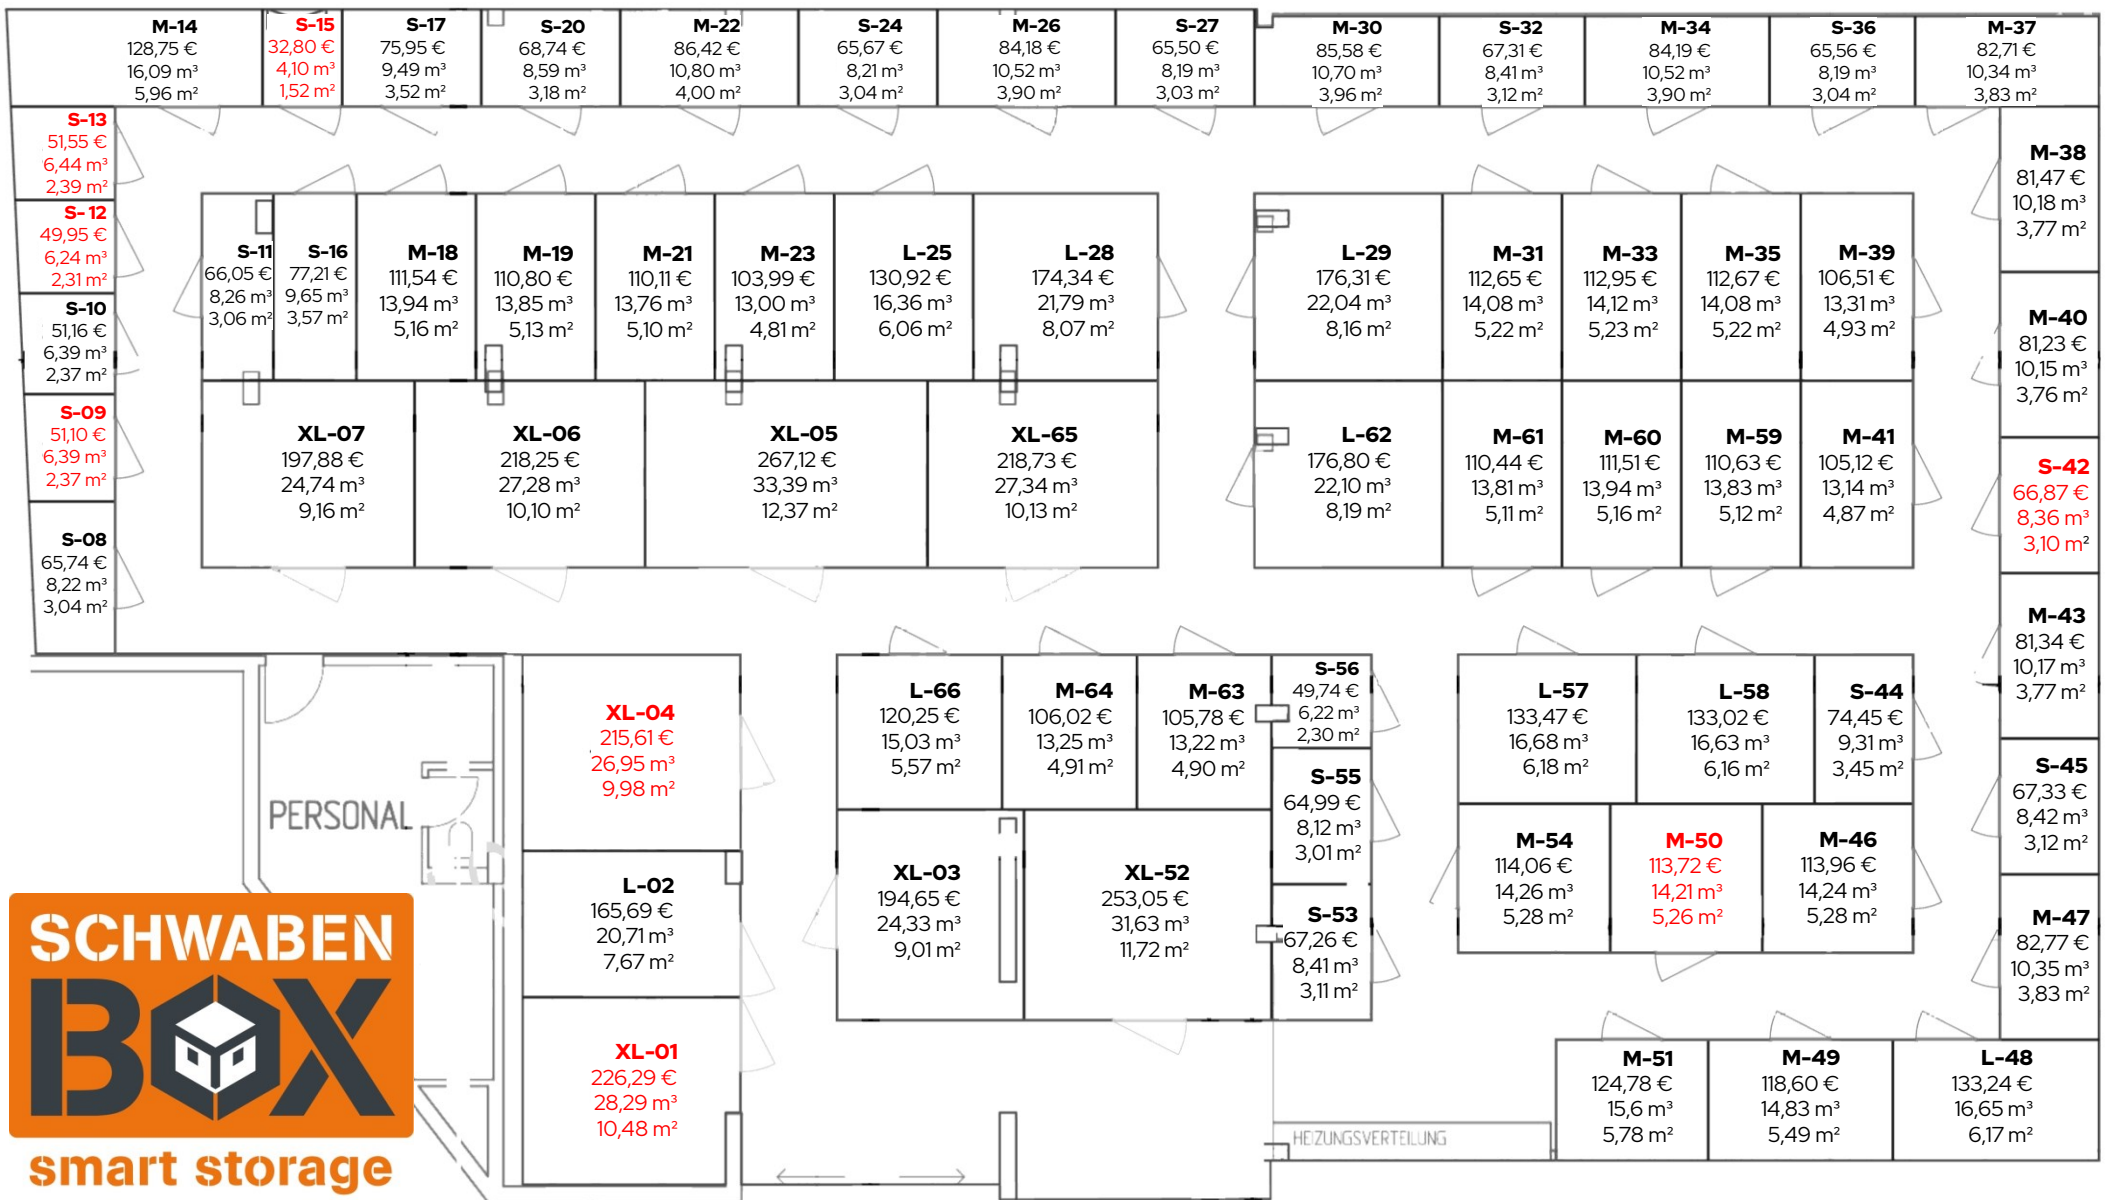 M-14
128,75 €
16,09 m³
5,96 m²
S-15
32,80 €
4,10 m³
1,52 m²
S-17
75,95 €
9,49 m³
3,52 m²
S-20
68,74 €
8,59 m³
3,18 m²
M-22
86,42 €
10,80 m³
4,00 m²
S-24
65,67 €
8,21 m³
3,04 m²
M-26
84,18 €
10,52 m³
3,90 m²
S-27
65,50 €
8,19 m³
3,03 m²
M-30
85,58 €
10,70 m³
3,96 m²
S-32
67,31 €
8,41 m³
3,12 m²
M-34
84,19 €
10,52 m³
3,90 m²
S-36
65,56 €
8,19 m³
3,04 m²
M-37
82,71 €
10,34 m³
3,83 m²
S-13
51,55 €
6,44 m³
2,39 m²
S-12
49,95 €
6,24 m³
2,31 m²
S-10
51,16 €
6,39 m³
2,37 m²
S-09
51,10 €
6,39 m³
2,37 m²
S-08
65,74 €
8,22 m³
3,04 m²
S-11
66,05 €
8,26 m³
3,06 m²
S-16
77,21 €
9,65 m³
3,57 m²
M-18
111,54 €
13,94 m³
5,16 m²
M-19
110,80 €
13,85 m³
5,13 m²
M-21
110,11 €
13,76 m³
5,10 m²
M-23
103,99 €
13,00 m³
4,81 m²
L-25
130,92 €
16,36 m³
6,06 m²
L-28
174,34 €
21,79 m³
8,07 m²
L-29
176,31 €
22,04 m³
8,16 m²
M-31
112,65 €
14,08 m³
5,22 m²
M-33
112,95 €
14,12 m³
5,23 m²
M-35
112,67 €
14,08 m³
5,22 m²
M-39
106,51 €
13,31 m³
4,93 m²
M-38
81,47 €
10,18 m³
3,77 m²
M-40
81,23 €
10,15 m³
3,76 m²
XL-07
197,88 €
24,74 m³
9,16 m²
XL-06
218,25 €
27,28 m³
10,10 m²
XL-05
267,12 €
33,39 m³
12,37 m²
XL-65
218,73 €
27,34 m³
10,13 m²
L-62
176,80 €
22,10 m³
8,19 m²
M-61
110,44 €
13,81 m³
5,11 m²
M-60
111,51 €
13,94 m³
5,16 m²
M-59
110,63 €
13,83 m³
5,12 m²
M-41
105,12 €
13,14 m³
4,87 m²
S-42
66,87 €
8,36 m³
3,10 m²
M-43
81,34 €
10,17 m³
3,77 m²
XL-04
215,61 €
26,95 m³
9,98 m²
L-66
120,25 €
15,03 m³
5,57 m²
M-64
106,02 €
13,25 m³
4,91 m²
M-63
105,78 €
13,22 m³
4,90 m²
S-56
49,74 €
6,22 m³
2,30 m²
L-57
133,47 €
16,68 m³
6,18 m²
L-58
133,02 €
16,63 m³
6,16 m²
S-44
74,45 €
9,31 m³
3,45 m²
S-45
67,33 €
8,42 m³
3,12 m²
PERSONAL
L-02
165,69 €
20,71 m³
7,67 m²
XL-03
194,65 €
24,33 m³
9,01 m²
XL-52
253,05 €
31,63 m³
11,72 m²
S-55
64,99 €
8,12 m³
3,01 m²
S-53
67,26 €
8,41 m³
3,11 m²
M-54
114,06 €
14,26 m³
5,28 m²
M-50
113,72 €
14,21 m³
5,26 m²
M-46
113,96 €
14,24 m³
5,28 m²
M-47
82,77 €
10,35 m³
3,83 m²
XL-01
226,29 €
28,29 m³
10,48 m²
M-51
124,78 €
15,6 m³
5,78 m²
M-49
118,60 €
14,83 m³
5,49 m²
L-48
133,24 €
16,65 m³
6,17 m²
HEIZUNGSVERTEILUNG
SCHWABEN
BOX
smart storage